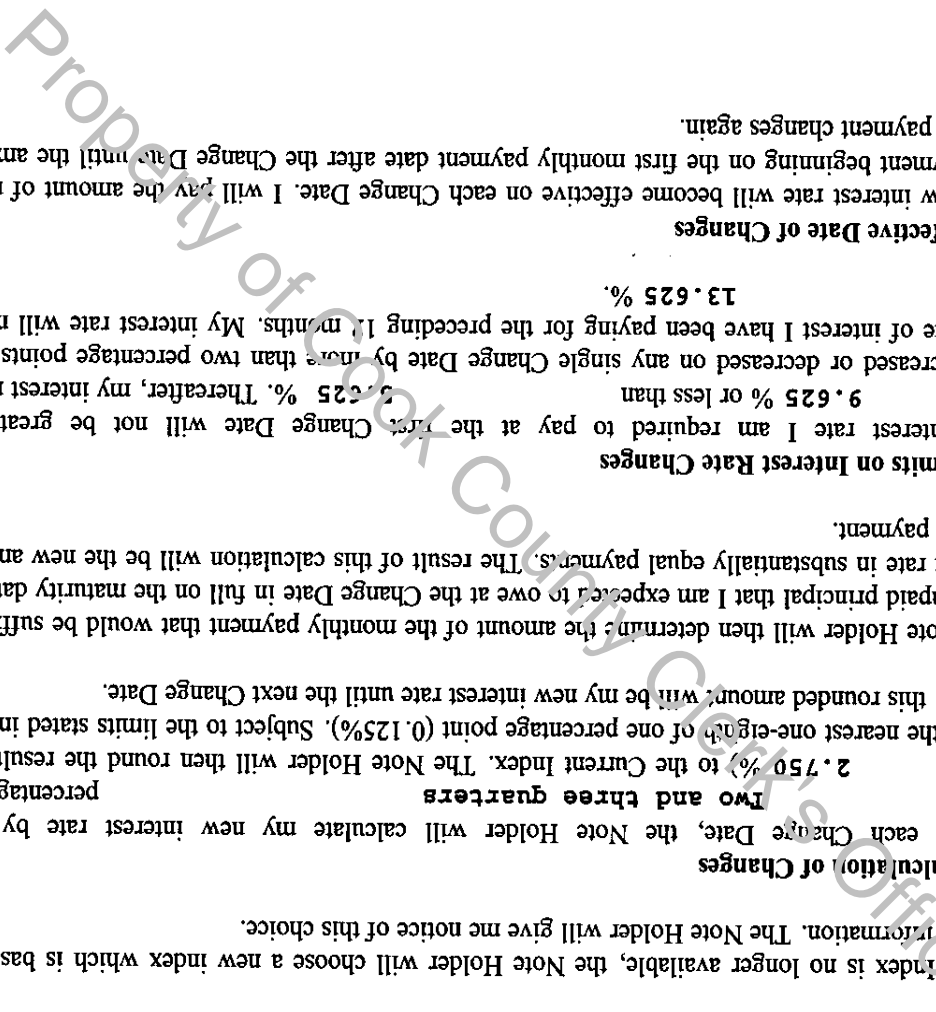 Index is no longer available, the Note Holder will choose a new index which is bas
information. The Note Holder will give me notice of this choice.
lculation of Changes
each Change Date, the Note Holder will calculate my new interest rate by
Two and three quarters percentag
2.750 %) to the Current Index. The Note Holder will then round the resul
the nearest one-eighth of one percentage point (0.125%). Subject to the limits stated in
this rounded amount will be my new interest rate until the next Change Date.
ote Holder will then determine the amount of the monthly payment that would be suffi
paid principal that I am expected to owe at the Change Date in full on the maturity da
rate in substantially equal payments. The result of this calculation will be the new am
payment.
mits on Interest Rate Changes
nterest rate I am required to pay at the first Change Date will not be great
9.625 % or less than 5.625 %. Thereafter, my interest
creased or decreased on any single Change Date by more than two percentage points
e of interest I have been paying for the preceding 12 months. My interest rate will
13.625 %.
fective Date of Changes
w interest rate will become effective on each Change Date. I will pay the amount of
yment beginning on the first monthly payment date after the Change Date until the am
payment changes again.
Property of Cook County Clerk's Offic